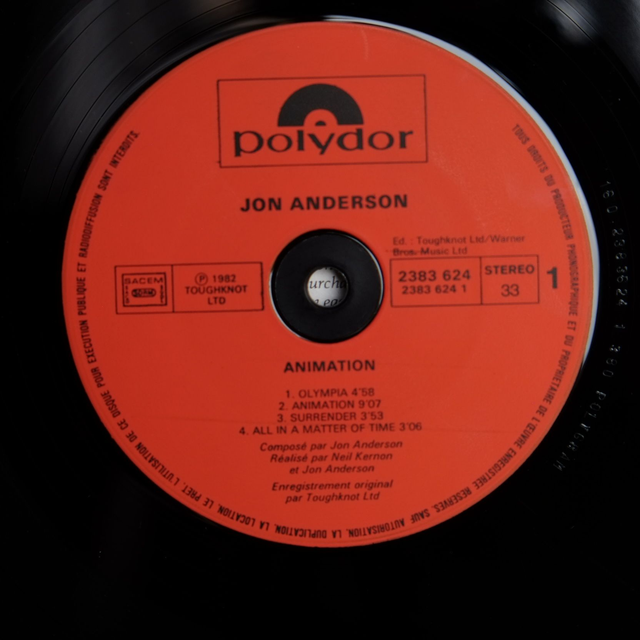 polydor
JON ANDERSON
Ed. : Toughknot Ltd/Warner
Bros. Music Ltd
SACEM
℗ 1982
TOUGHKNOT
LTD
2383 624
2383 624 1
STEREO
33
1
ANIMATION
1. OLYMPIA 4'58
2. ANIMATION 9'07
3. SURRENDER 3'53
4. ALL IN A MATTER OF TIME 3'06
Composé par Jon Anderson
Réalisé par Neil Kernon
et Jon Anderson
Enregistrement original
par Toughknot Ltd
TOUS DROITS DU PRODUCTEUR PHONOGRAPHIQUE ET DU PROPRIETAIRE DE L'ŒUVRE ENREGISTREE RESERVES. SAUF AUTORISATION, LA DUPLICATION, LA LOCATION, LE PRET, L'UTILISATION DE CE DISQUE POUR EXECUTION PUBLIQUE ET RADIODIFFUSION SONT INTERDITS.